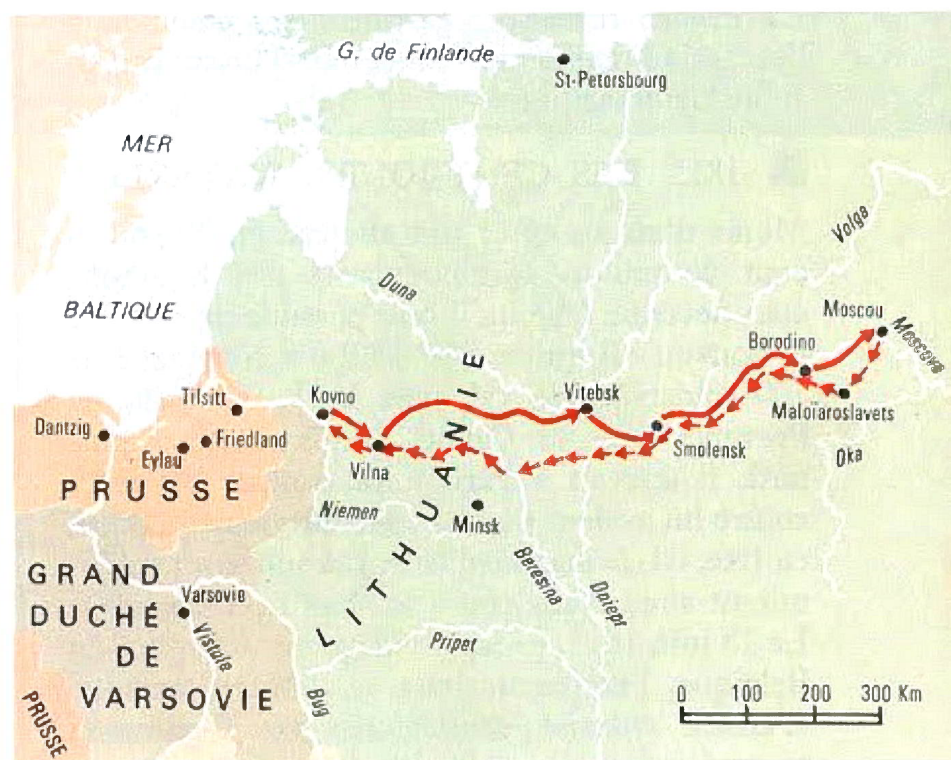 G. de Finlande
St-Petersbourg
MER
BALTIQUE
Duna
Volga
Moscou
Moscova
Borodino
Maloïaroslavets
Oka
Vitebsk
Smolensk
LITHUANIE
Kovno
Vilna
Tilsitt
Dantzig
Friedland
Eylau
PRUSSE
Niemen
Minsk
Beresina
Dniepr
GRAND
DUCHÉ
DE
VARSOVIE
Varsovie
Vistule
Pripet
Bug
PRUSSE
0 100 200 300 Km